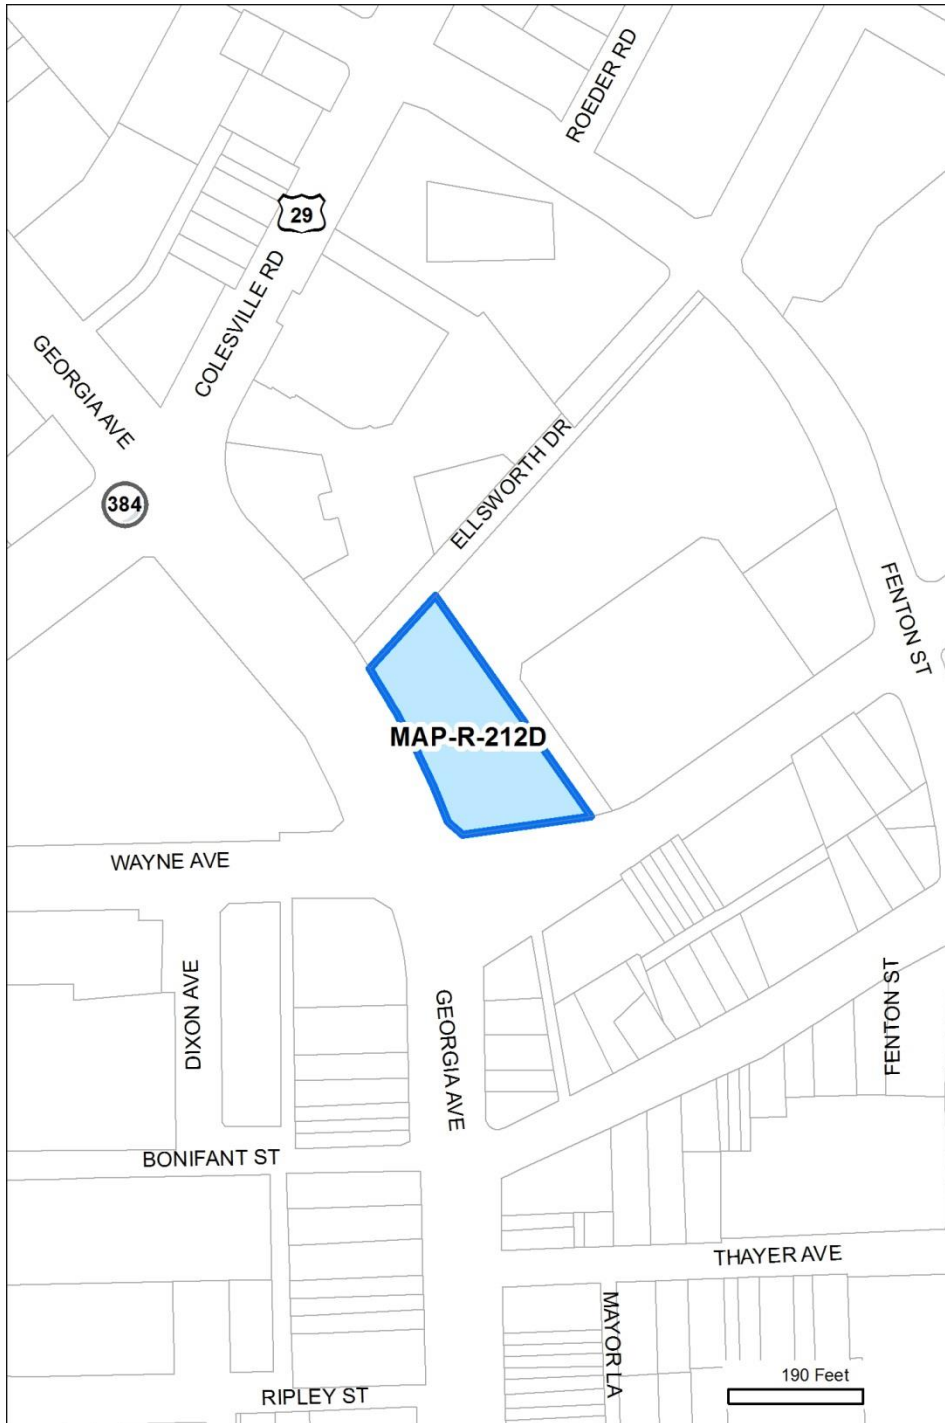 ROEDER RD
29
COLESVILLE RD
GEORGIA AVE
384
ELLSWORTH DR
FENTON ST
MAP-R-212D
WAYNE AVE
DIXON AVE
GEORGIA AVE
FENTON ST
BONIFANT ST
THAYER AVE
MAYOR LA
190 Feet
RIPLEY ST